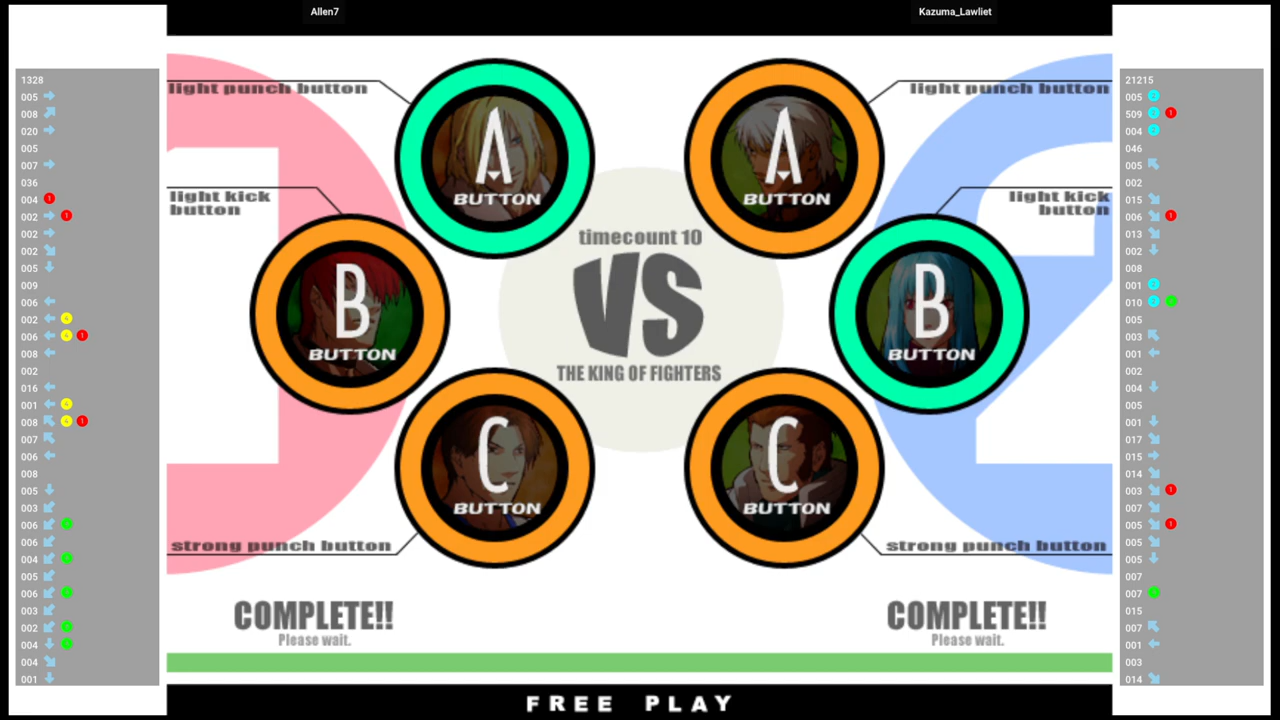 Allen7
Kazuma_Lawliet
light punch button
light punch button
A
BUTTON
A
BUTTON
light kick
button
light kick
button
timecount 10
VS
THE KING OF FIGHTERS
B
BUTTON
B
BUTTON
C
BUTTON
C
BUTTON
strong punch button
strong punch button
COMPLETE!!
Please wait.
COMPLETE!!
Please wait.
FREE PLAY
1328
005
008
020
005
007
036
004
002
002
002
005
009
006
002
006
008
002
016
001
008
007
006
008
005
003
006
006
004
005
006
003
002
004
004
001
21215
005
509
004
046
005
002
015
006
013
002
008
001
010
005
003
001
002
004
005
001
017
015
014
003
007
005
005
005
007
007
015
007
001
003
014